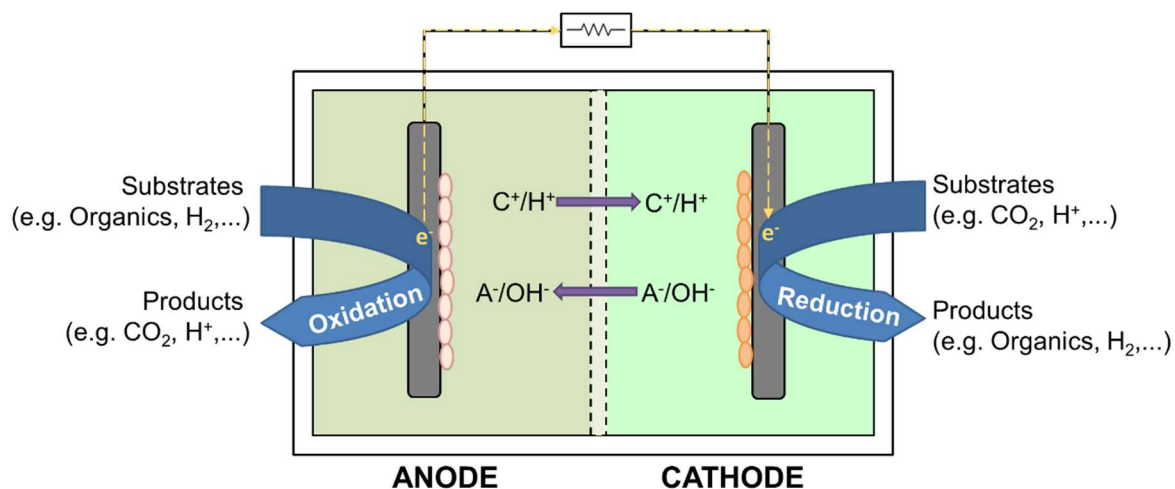 Substrates
(e.g. Organics, H₂,...)
Products
(e.g. CO₂, H⁺,...)
Oxidation
e⁻
C⁺/H⁺
C⁺/H⁺
A⁻/OH⁻
A⁻/OH⁻
e⁻
Reduction
Substrates
(e.g. CO₂, H⁺,...)
Products
(e.g. Organics, H₂,...)
ANODE
CATHODE